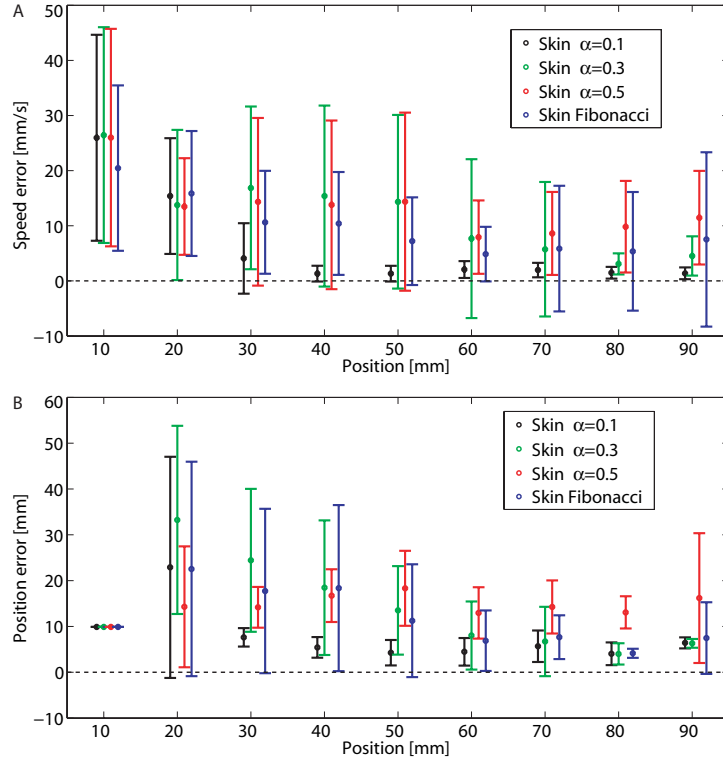 A
50
40
30
20
10
0
−10
Speed error [mm/s]
Skin α=0.1
Skin α=0.3
Skin α=0.5
Skin Fibonacci
10 20 30 40 50 60 70 80 90
Position [mm]
B
60
50
40
30
20
10
0
−10
Position error [mm]
Skin α=0.1
Skin α=0.3
Skin α=0.5
Skin Fibonacci
10 20 30 40 50 60 70 80 90
Position [mm]